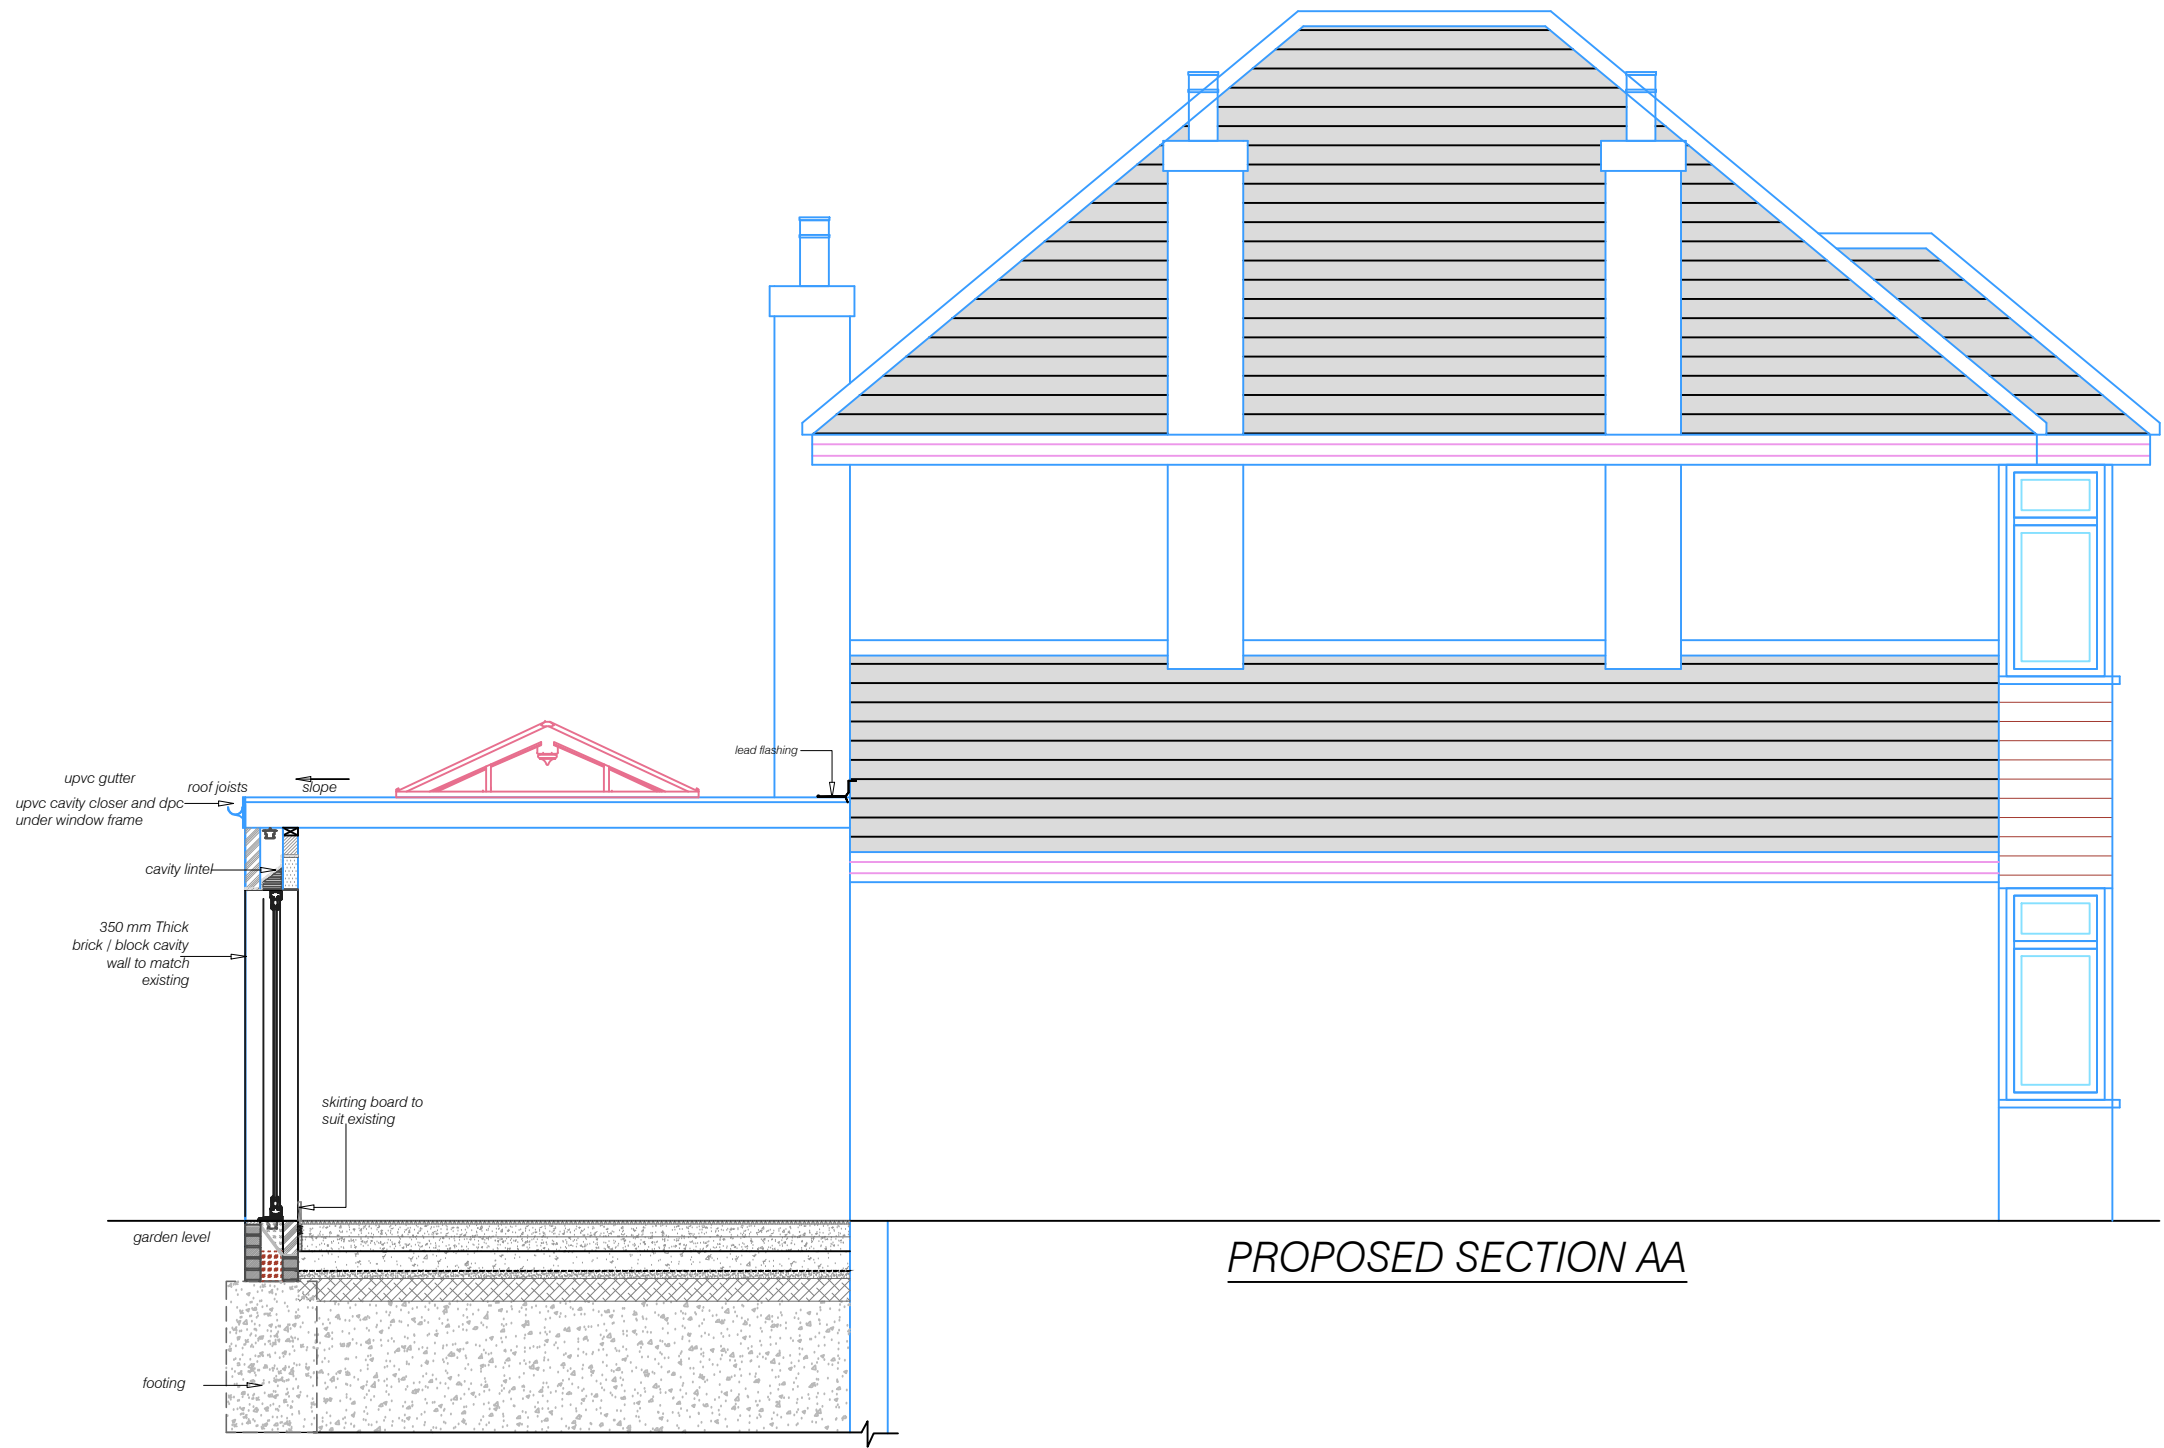 lead flashing
upvc gutter
roof joists
slope
upvc cavity closer and dpc
under window frame
cavity lintel
350 mm Thick
brick / block cavity
wall to match
existing
skirting board to
suit existing
garden level
PROPOSED SECTION AA
footing